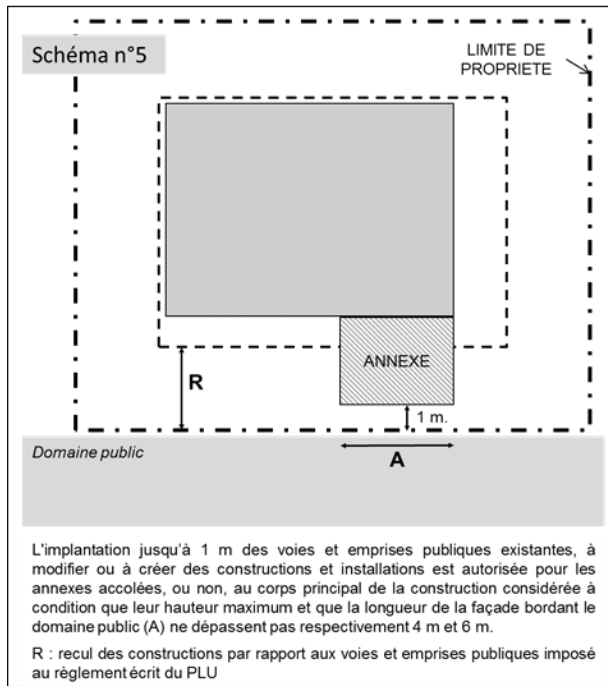 Schéma n°5
LIMITE DE
PROPRIETE
ANNEXE
R
1 m.
Domaine public
A
L'implantation jusqu'à 1 m des voies et emprises publiques existantes, à
modifier ou à créer des constructions et installations est autorisée pour les
annexes accolées, ou non, au corps principal de la construction considérée à
condition que leur hauteur maximum et que la longueur de la façade bordant le
domaine public (A) ne dépassent pas respectivement 4 m et 6 m.
R : recul des constructions par rapport aux voies et emprises publiques imposé
au règlement écrit du PLU